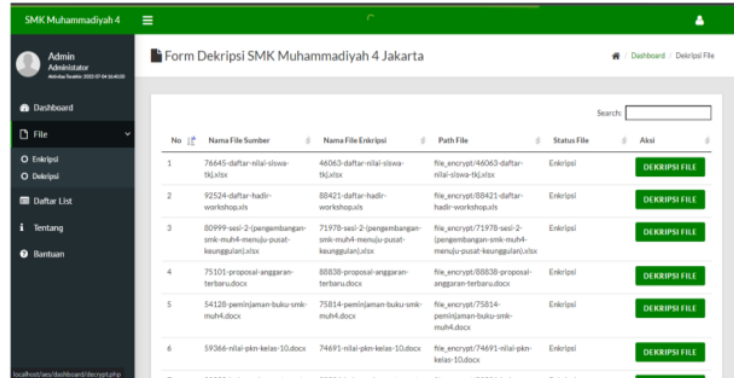 SMK Muhammadiyah 4
Admin
Administator
Dashboard
File
Enkripsi
Dekripsi
Daftar List
Tentang
Bantuan
localhost/aes/dashboard/decrypt.php
Form Dekripsi SMK Muhammadiyah 4 Jakarta
/ Dashboard / Dekripsi File
Search:
No Nama File Sumber Nama File Enkripsi Path File Status File Aksi
1 76645-daftar-nilai-siswa- 46063-daftar-nilai-siswa- file_encrypt/46063-daftar- Enkripsi DEKRIPSI FILE
tkj.xlsx tkj.xlsx nilai-siswa-tkj.xlsx
2 92524-daftar-hadir- 88421-daftar-hadir- file_encrypt/88421-daftar- Enkripsi DEKRIPSI FILE
workshop.xls workshop.xls hadir-workshop.xls
3 80999-sesi-2-(pengembangan- 71978-sesi-2-(pengembangan- file_encrypt/71978-sesi-2- Enkripsi DEKRIPSI FILE
smk-muh4-menuju-pusat- smk-muh4-menuju-pusat- (pengembangan-smk-muh4-
keunggulan).xlsx keunggulan).xlsx menuju-pusat-keunggulan).xlsx
4 75101-proposal-anggaran- 88838-proposal-anggaran- file_encrypt/88838-proposal- Enkripsi DEKRIPSI FILE
terbaru.docx terbaru.docx anggaran-terbaru.docx
5 54128-peminjaman-buku-smk- 75814-peminjaman-buku-smk- file_encrypt/75814- Enkripsi DEKRIPSI FILE
muh4.docx muh4.docx peminjaman-buku-smk-
muh4.docx
6 59366-nilai-pkn-kelas-10.docx 74691-nilai-pkn-kelas-10.docx file_encrypt/74691-nilai-pkn- Enkripsi DEKRIPSI FILE
kelas-10.docx